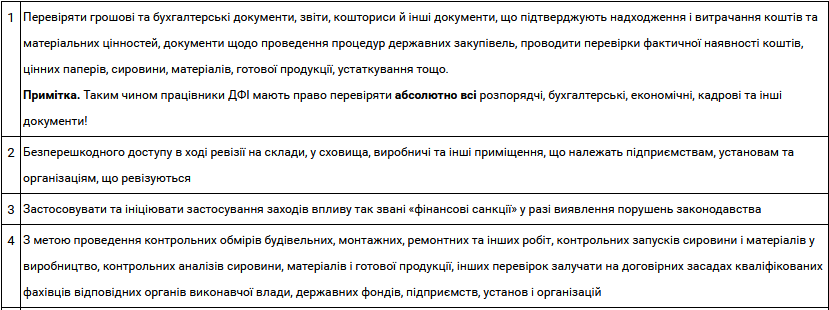 1 Перевіряти грошові та бухгалтерські документи, звіти, кошториси й інші документи, що підтверджують надходження і витрачання коштів та
матеріальних цінностей, документи щодо проведення процедур державних закупівель, проводити перевірки фактичної наявності коштів,
цінних паперів, сировини, матеріалів, готової продукції, устаткування тощо.
Примітка. Таким чином працівники ДФІ мають право перевіряти абсолютно всі розпорядчі, бухгалтерські, економічні, кадрові та інші
документи!
2 Безперешкодного доступу в ході ревізії на склади, у сховища, виробничі та інші приміщення, що належать підприємствам, установам та
організаціям, що ревізуються
3 Застосовувати та ініціювати застосування заходів впливу так звані «фінансові санкції» у разі виявлення порушень законодавства
4 З метою проведення контрольних обмірів будівельних, монтажних, ремонтних та інших робіт, контрольних запусків сировини і матеріалів у
виробництво, контрольних аналізів сировини, матеріалів і готової продукції, інших перевірок залучати на договірних засадах кваліфікованих
фахівців відповідних органів виконавчої влади, державних фондів, підприємств, установ і організацій